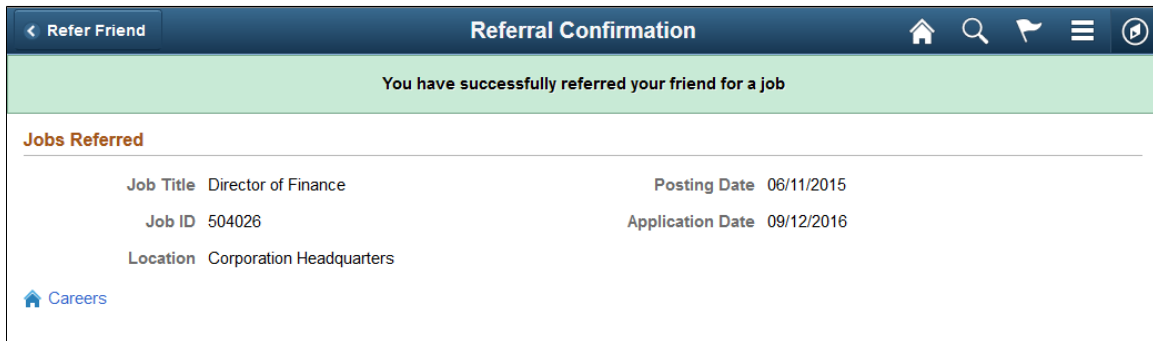 Refer Friend
Referral Confirmation
You have successfully referred your friend for a job
Jobs Referred
Job Title Director of Finance
Posting Date 06/11/2015
Job ID 504026
Application Date 09/12/2016
Location Corporation Headquarters
Careers